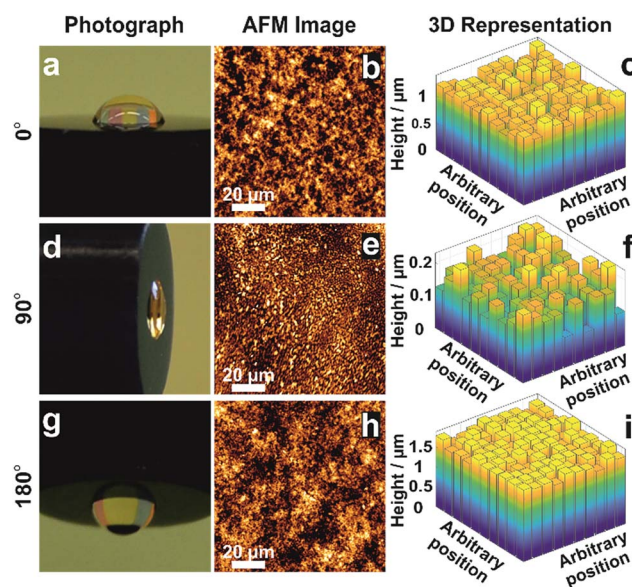 Photograph AFM Image 3D Representation
0°
a
b
20 µm
c
Height / µm
1
0.5
0
Arbitrary
position
Arbitrary
position
90°
d
e
20 µm
f
Height / µm
0.2
0.1
0
Arbitrary
position
Arbitrary
position
180°
g
h
20 µm
i
Height / µm
1.5
1
0.5
0
Arbitrary
position
Arbitrary
position